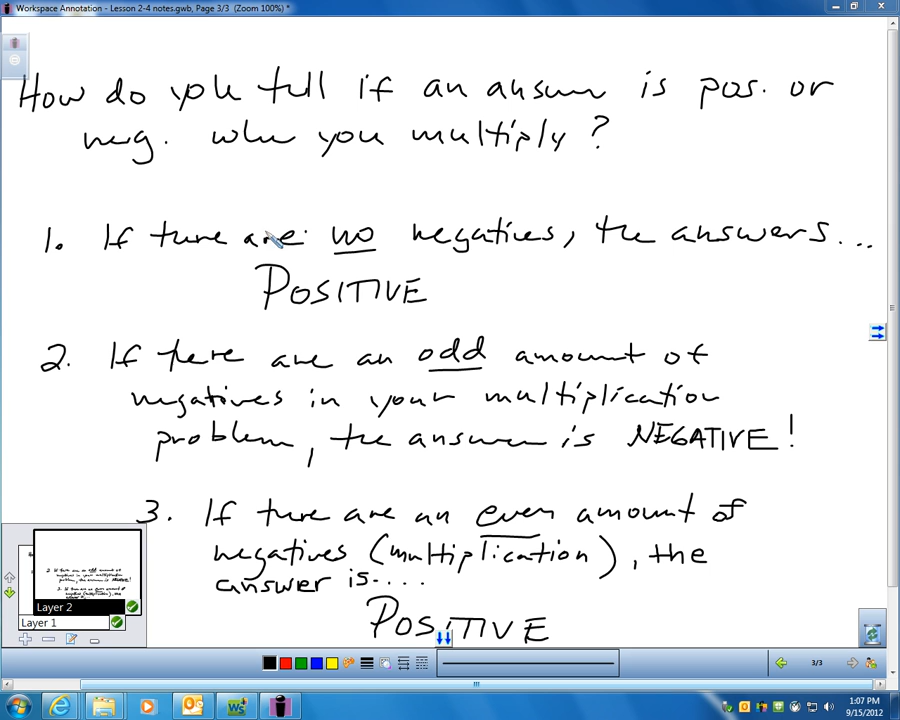 Workspace Annotation - Lesson 2-4 notes.gwb, Page 3/3 (Zoom 100%) *
How do you tell if an answer is pos. or
neg. when you multiply?
1. If there are no negatives, the answers...
POSITIVE
2. If there are an odd amount of
negatives in your multiplication
problem, the answer is NEGATIVE!
3. If there are an even amount of
negatives (multiplication), the
answer is....
POSITIVE
Layer 2
Layer 1
3/3
1:07 PM
9/15/2012